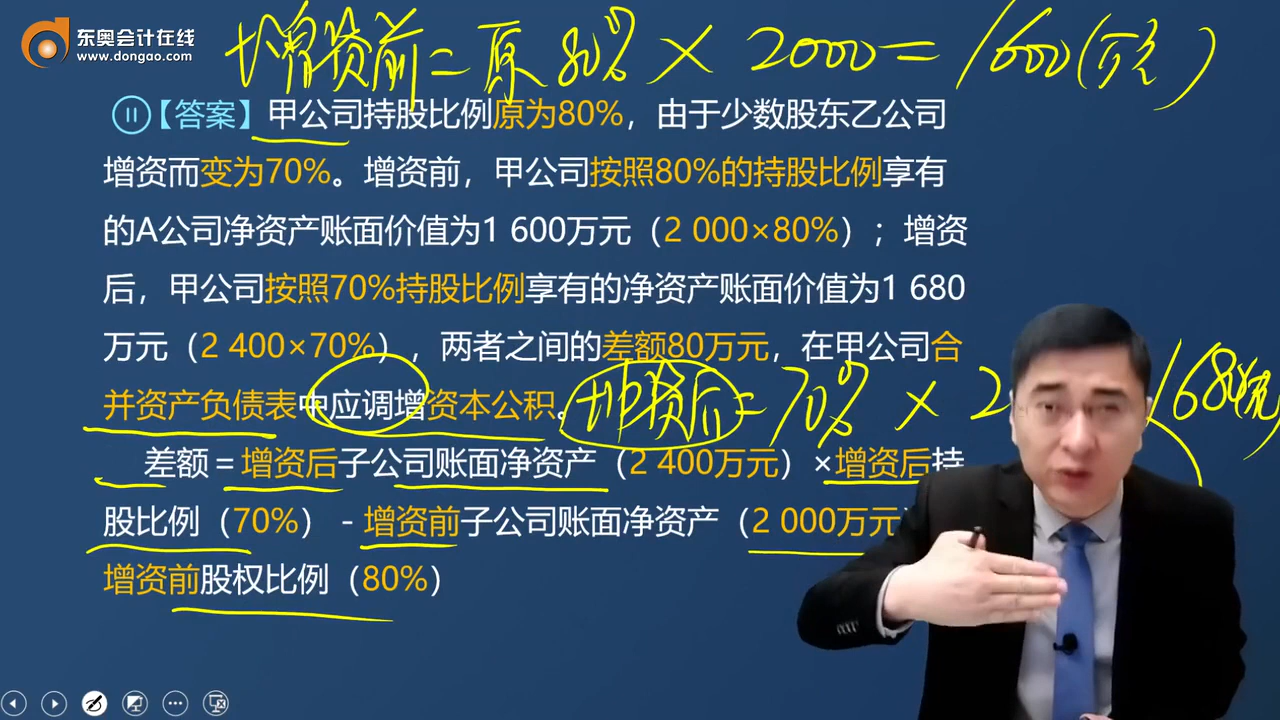 东奥会计在线
www.dongao.com
增资前=原80%×2000=1600(万元)
【答案】甲公司持股比例原为80%，由于少数股东乙公司
增资而变为70%。增资前，甲公司按照80%的持股比例享有
的A公司净资产账面价值为1 600万元（2 000×80%）；增资
后，甲公司按照70%持股比例享有的净资产账面价值为1 680
万元（2 400×70%），两者之间的差额80万元，在甲公司合
并资产负债表中应调增资本公积。
增资后=70%×2
1680
差额＝增资后子公司账面净资产（2 400万元）×增资后持
股比例（70%）－增资前子公司账面净资产（2 000万元
增资前股权比例（80%）